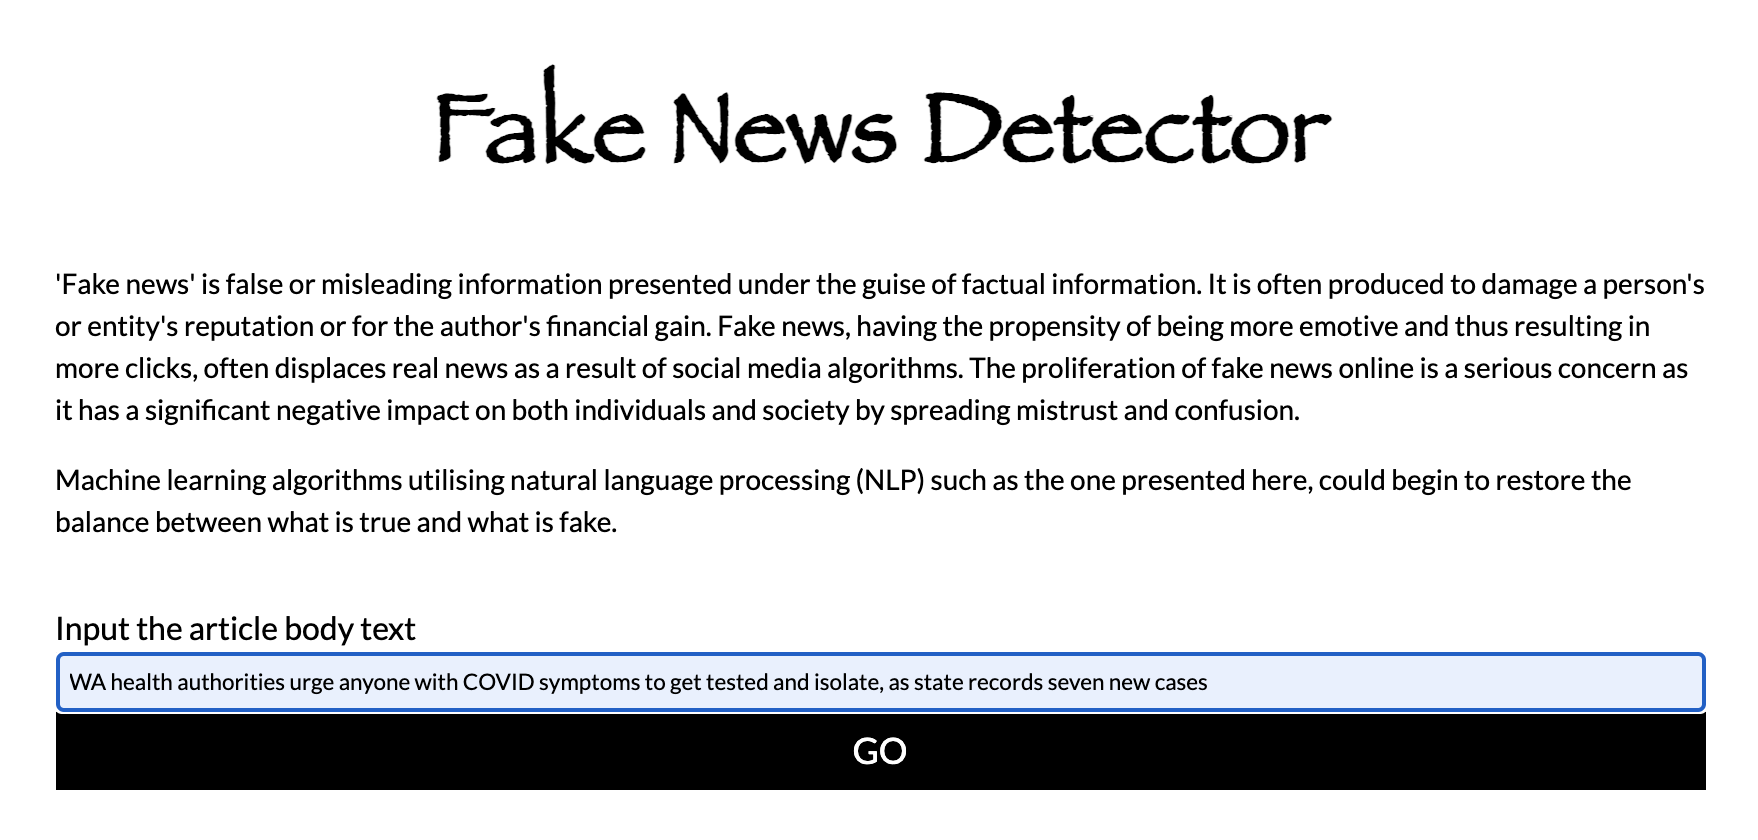 Fake News Detector
'Fake news' is false or misleading information presented under the guise of factual information. It is often produced to damage a person's
or entity's reputation or for the author's financial gain. Fake news, having the propensity of being more emotive and thus resulting in
more clicks, often displaces real news as a result of social media algorithms. The proliferation of fake news online is a serious concern as
it has a significant negative impact on both individuals and society by spreading mistrust and confusion.
Machine learning algorithms utilising natural language processing (NLP) such as the one presented here, could begin to restore the
balance between what is true and what is fake.
Input the article body text
WA health authorities urge anyone with COVID symptoms to get tested and isolate, as state records seven new cases
GO